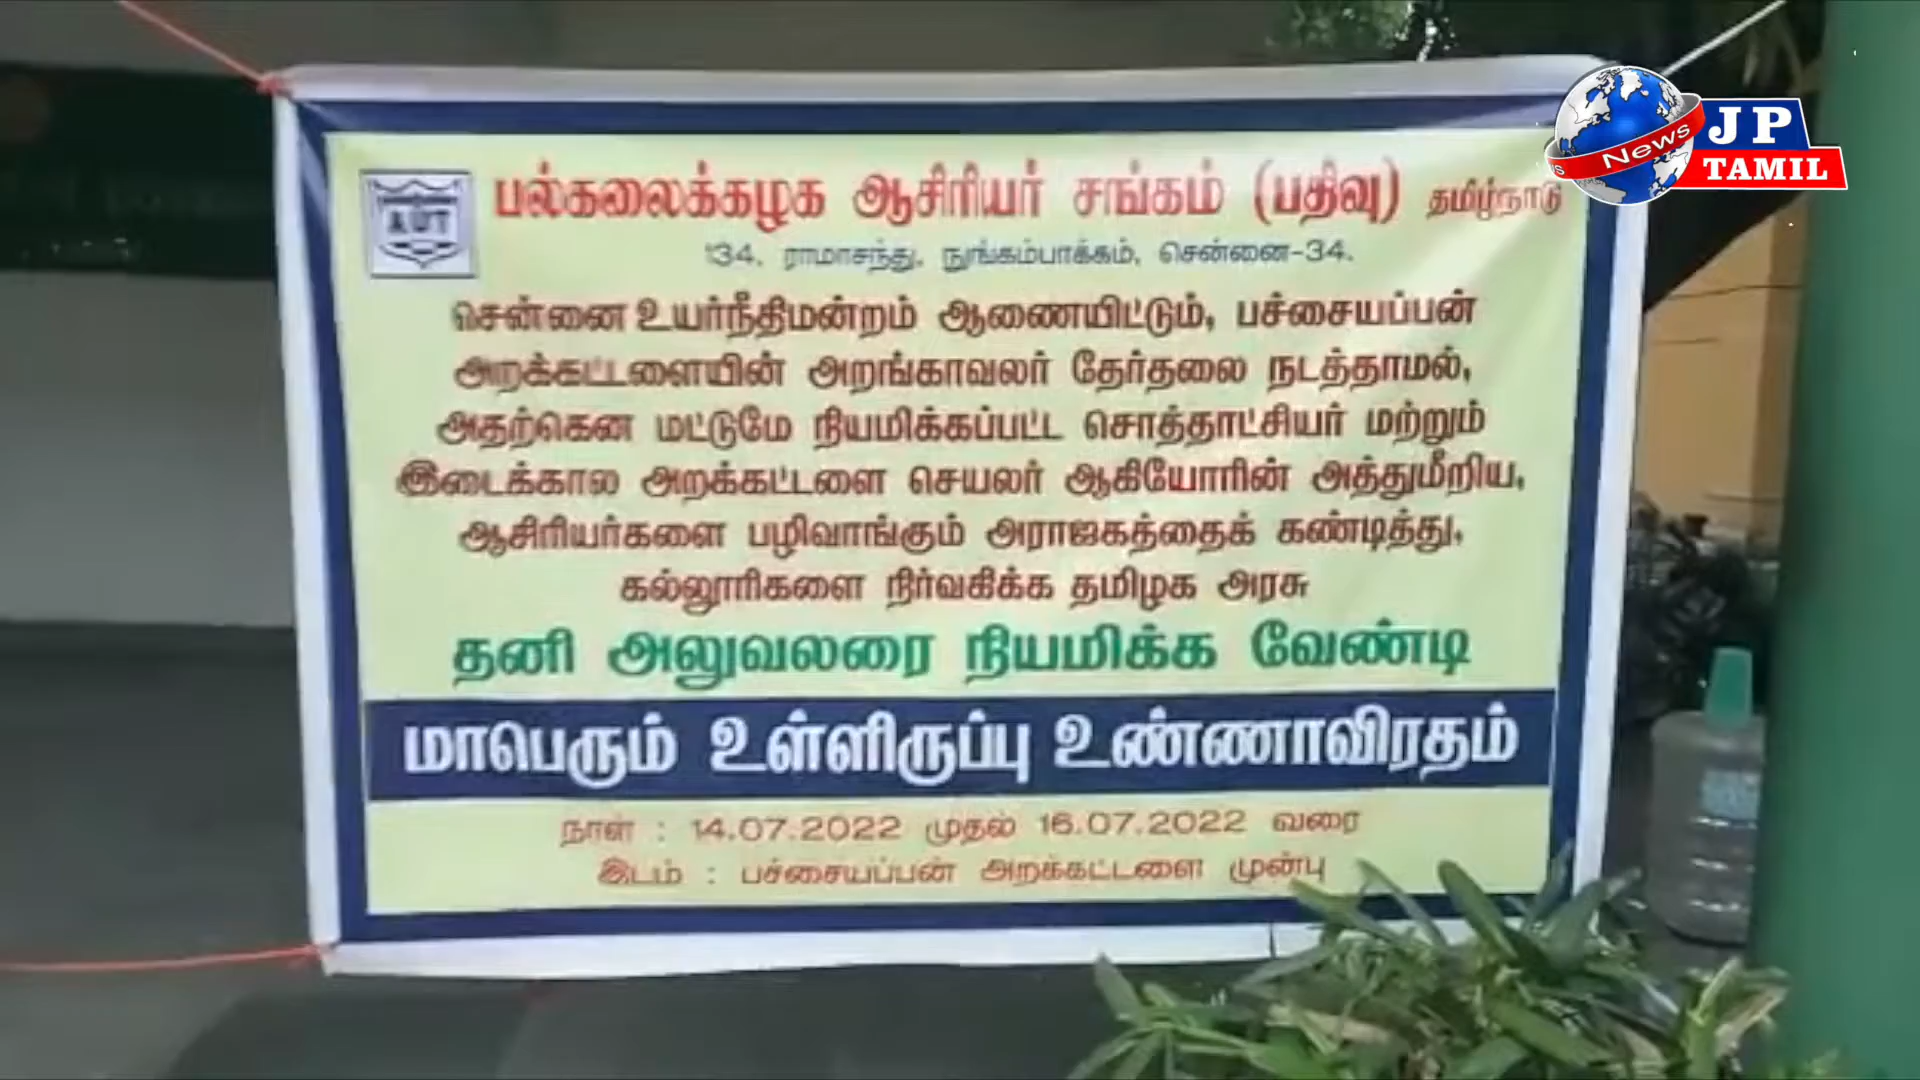 JP
News
TAMIL
AUT
பல்கலைக்கழக ஆசிரியர் சங்கம் (பதிவு) தமிழ்நாடு
134, ராமாசந்து, நுங்கம்பாக்கம், சென்னை-34.
சென்னை உயர்நீதிமன்றம் ஆணையிட்டும், பச்சையப்பன்
அறக்கட்டளையின் அறங்காவலர் தேர்தலை நடத்தாமல்,
அதற்கென மட்டுமே நியமிக்கப்பட்ட சொத்தாட்சியர் மற்றும்
இடைக்கால அறக்கட்டளை செயலர் ஆகியோரின் அத்துமீறிய,
ஆசிரியர்களை பழிவாங்கும் அராஜகத்தைக் கண்டித்து,
கல்லூரிகளை நிர்வகிக்க தமிழக அரசு
தனி அலுவலரை நியமிக்க வேண்டி
மாபெரும் உள்ளிருப்பு உண்ணாவிரதம்
நாள் : 14.07.2022 முதல் 16.07.2022 வரை
இடம் : பச்சையப்பன் அறக்கட்டளை முன்பு